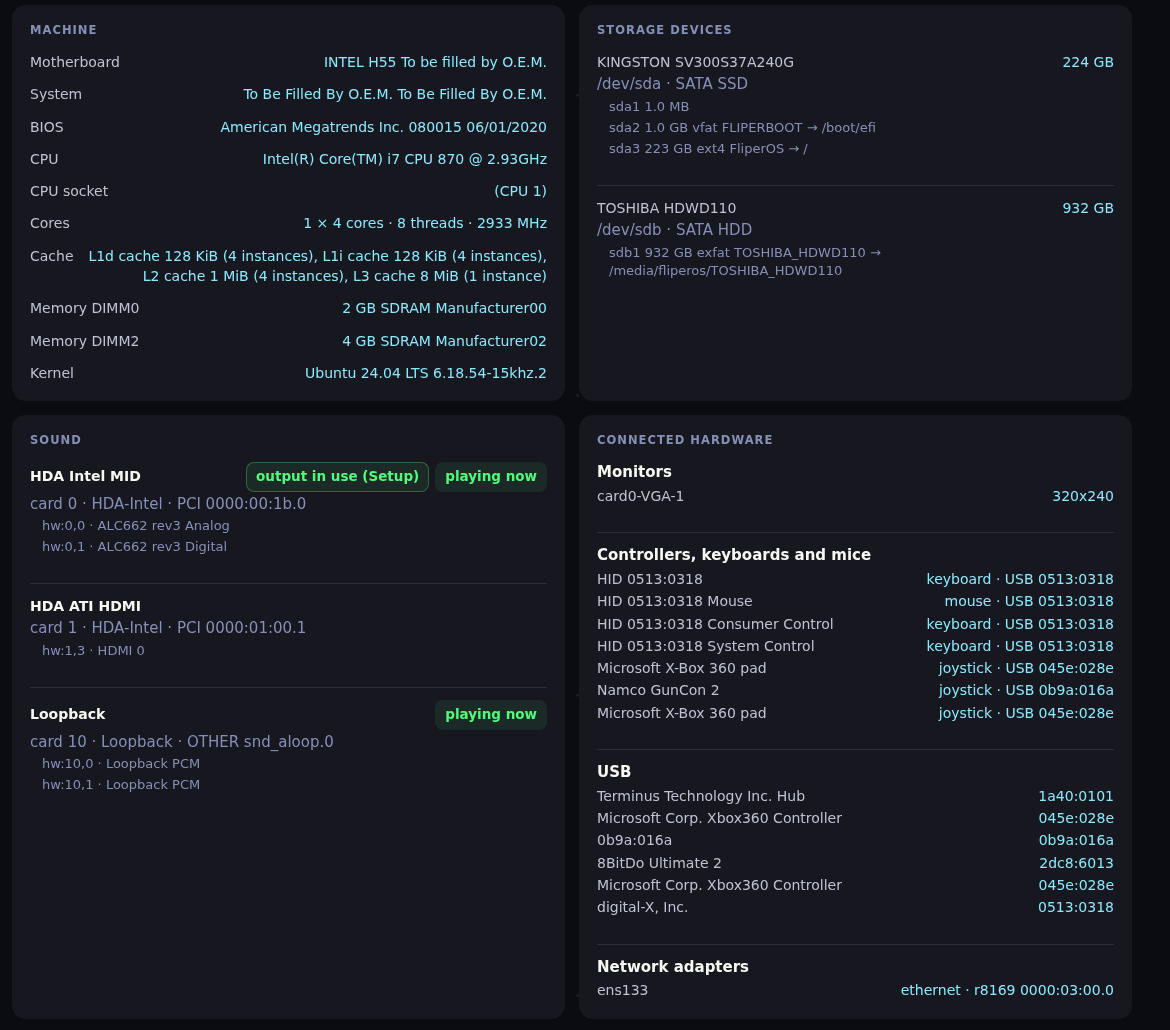 MACHINE
Motherboard INTEL H55 To be filled by O.E.M.
System To Be Filled By O.E.M. To Be Filled By O.E.M.
BIOS American Megatrends Inc. 080015 06/01/2020
CPU Intel(R) Core(TM) i7 CPU 870 @ 2.93GHz
CPU socket (CPU 1)
Cores 1 × 4 cores · 8 threads · 2933 MHz
Cache L1d cache 128 KiB (4 instances), L1i cache 128 KiB (4 instances),
L2 cache 1 MiB (4 instances), L3 cache 8 MiB (1 instance)
Memory DIMM0 2 GB SDRAM Manufacturer00
Memory DIMM2 4 GB SDRAM Manufacturer02
Kernel Ubuntu 24.04 LTS 6.18.54-15khz.2
STORAGE DEVICES
KINGSTON SV300S37A240G 224 GB
/dev/sda · SATA SSD
sda1 1.0 MB
sda2 1.0 GB vfat FLIPERBOOT → /boot/efi
sda3 223 GB ext4 FliperOS → /
TOSHIBA HDWD110 932 GB
/dev/sdb · SATA HDD
sdb1 932 GB exfat TOSHIBA_HDWD110 →
/media/fliperos/TOSHIBA_HDWD110
SOUND
HDA Intel MID output in use (Setup) playing now
card 0 · HDA-Intel · PCI 0000:00:1b.0
hw:0,0 · ALC662 rev3 Analog
hw:0,1 · ALC662 rev3 Digital
HDA ATI HDMI
card 1 · HDA-Intel · PCI 0000:01:00.1
hw:1,3 · HDMI 0
Loopback playing now
card 10 · Loopback · OTHER snd_aloop.0
hw:10,0 · Loopback PCM
hw:10,1 · Loopback PCM
CONNECTED HARDWARE
Monitors
card0-VGA-1 320x240
Controllers, keyboards and mice
HID 0513:0318 keyboard · USB 0513:0318
HID 0513:0318 Mouse mouse · USB 0513:0318
HID 0513:0318 Consumer Control keyboard · USB 0513:0318
HID 0513:0318 System Control keyboard · USB 0513:0318
Microsoft X-Box 360 pad joystick · USB 045e:028e
Namco GunCon 2 joystick · USB 0b9a:016a
Microsoft X-Box 360 pad joystick · USB 045e:028e
USB
Terminus Technology Inc. Hub 1a40:0101
Microsoft Corp. Xbox360 Controller 045e:028e
0b9a:016a 0b9a:016a
8BitDo Ultimate 2 2dc8:6013
Microsoft Corp. Xbox360 Controller 045e:028e
digital-X, Inc. 0513:0318
Network adapters
ens133 ethernet · r8169 0000:03:00.0